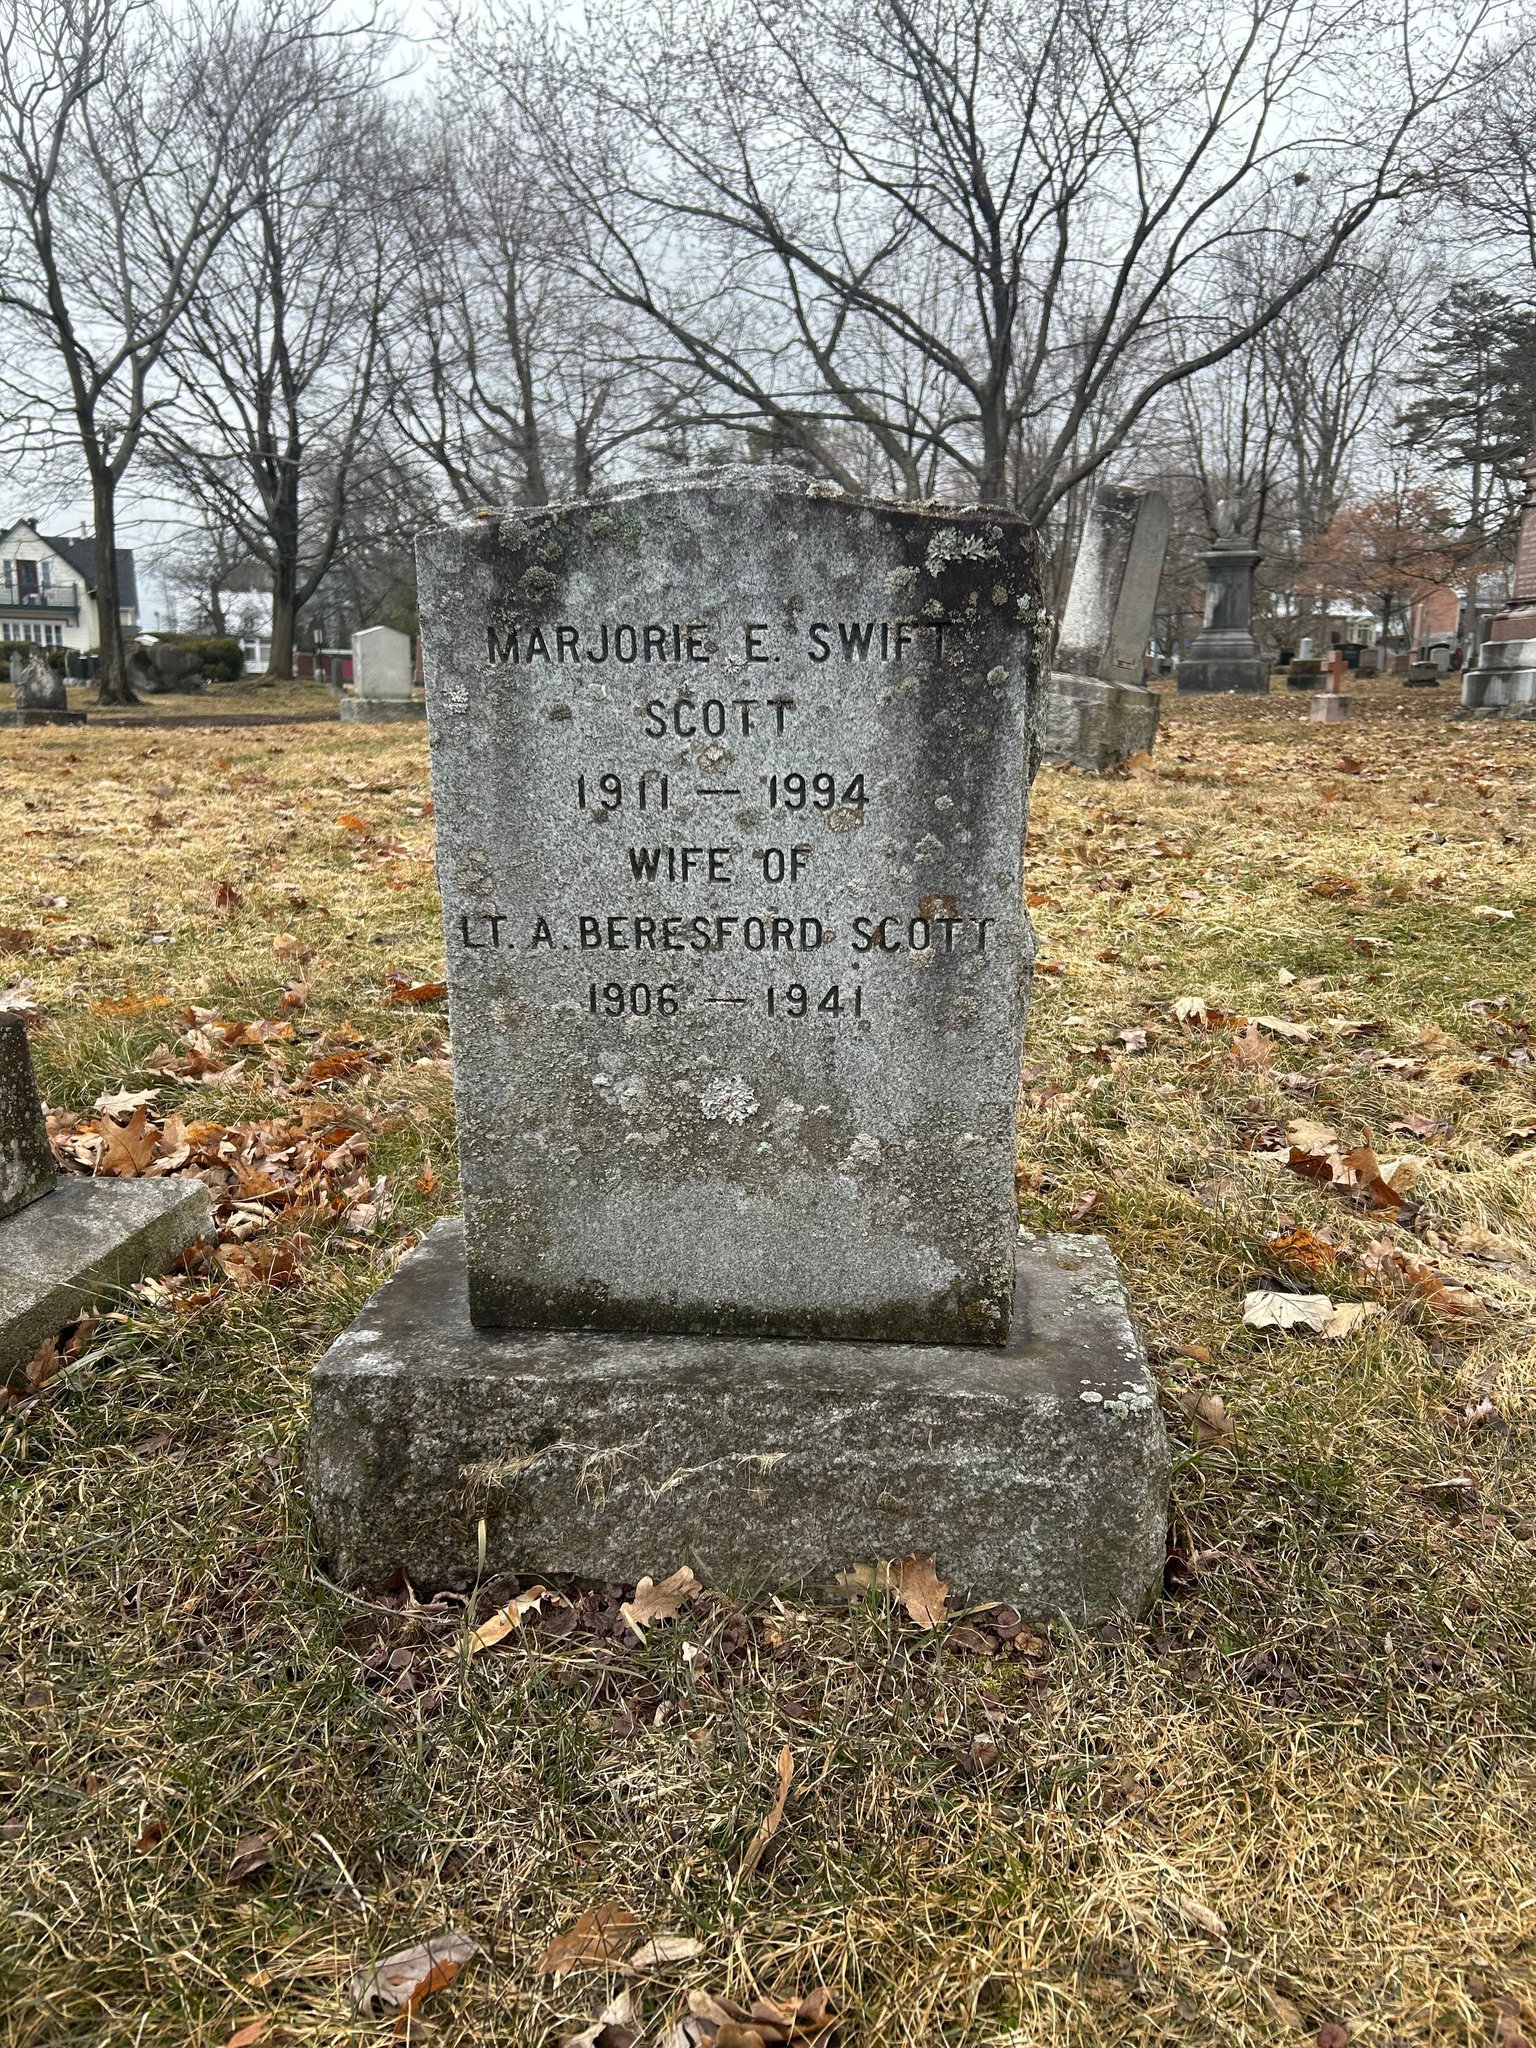 MARJORIE E. SWIFT
SCOTT
1911 — 1994
WIFE OF
LT. A. BERESFORD SCOTT
1906 — 1941